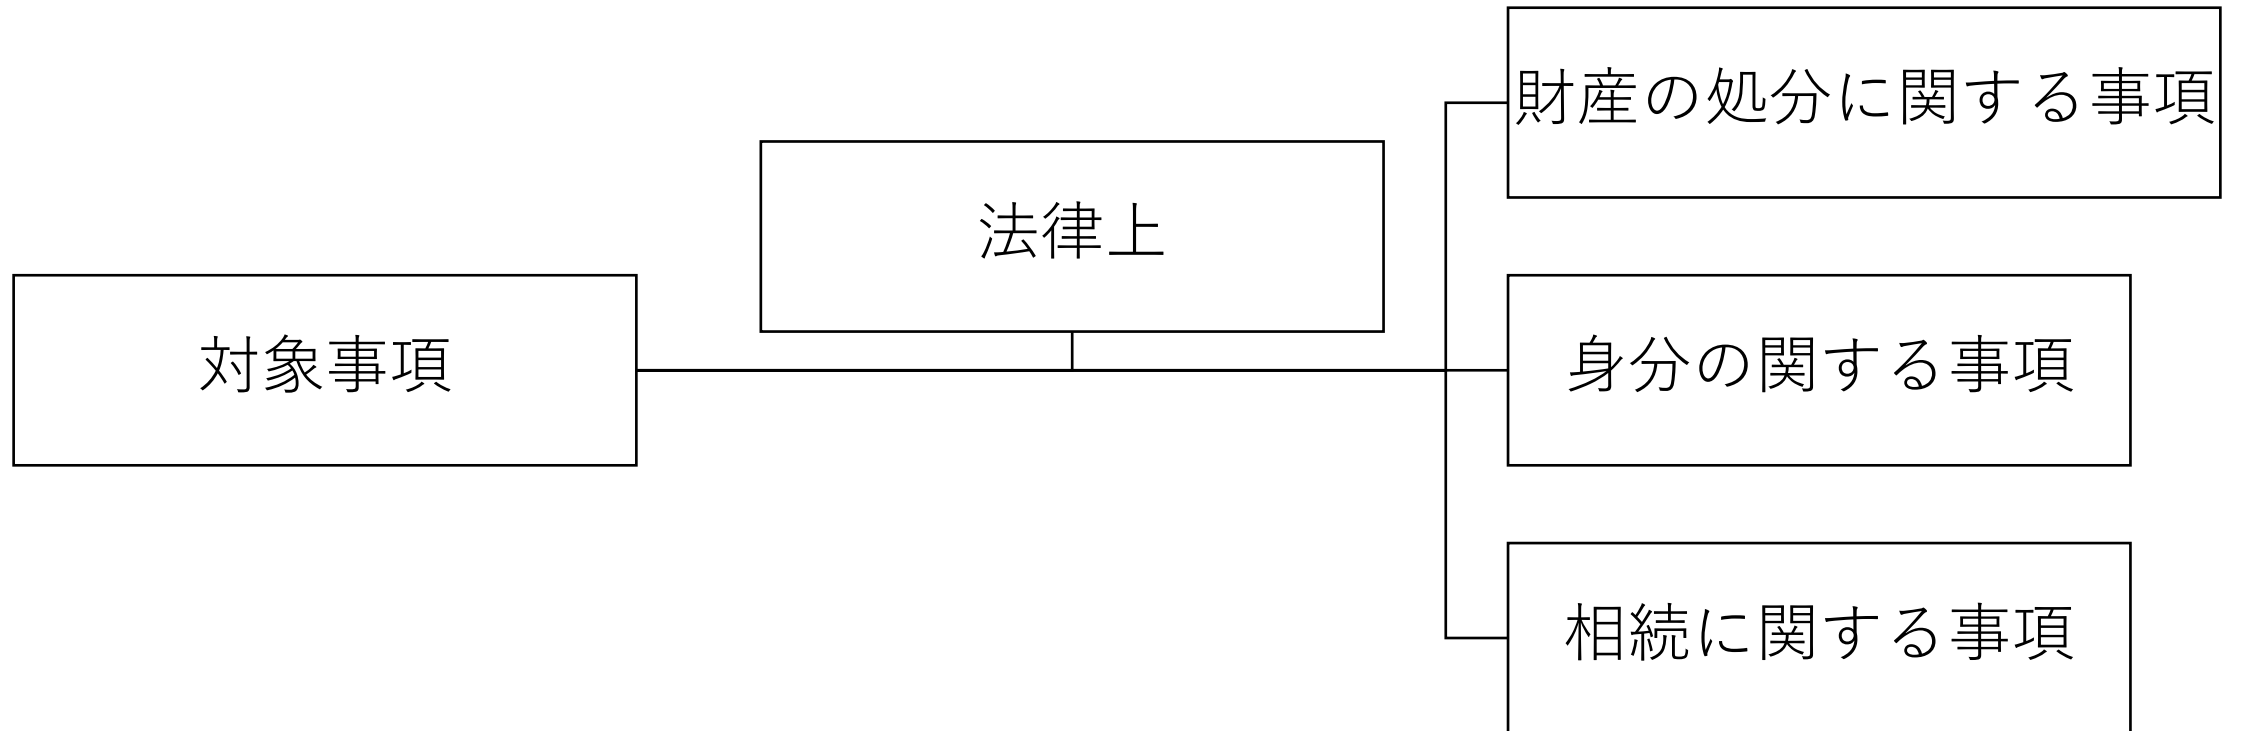 対象事項
法律上
財産の処分に関する事項
身分の関する事項
相続に関する事項